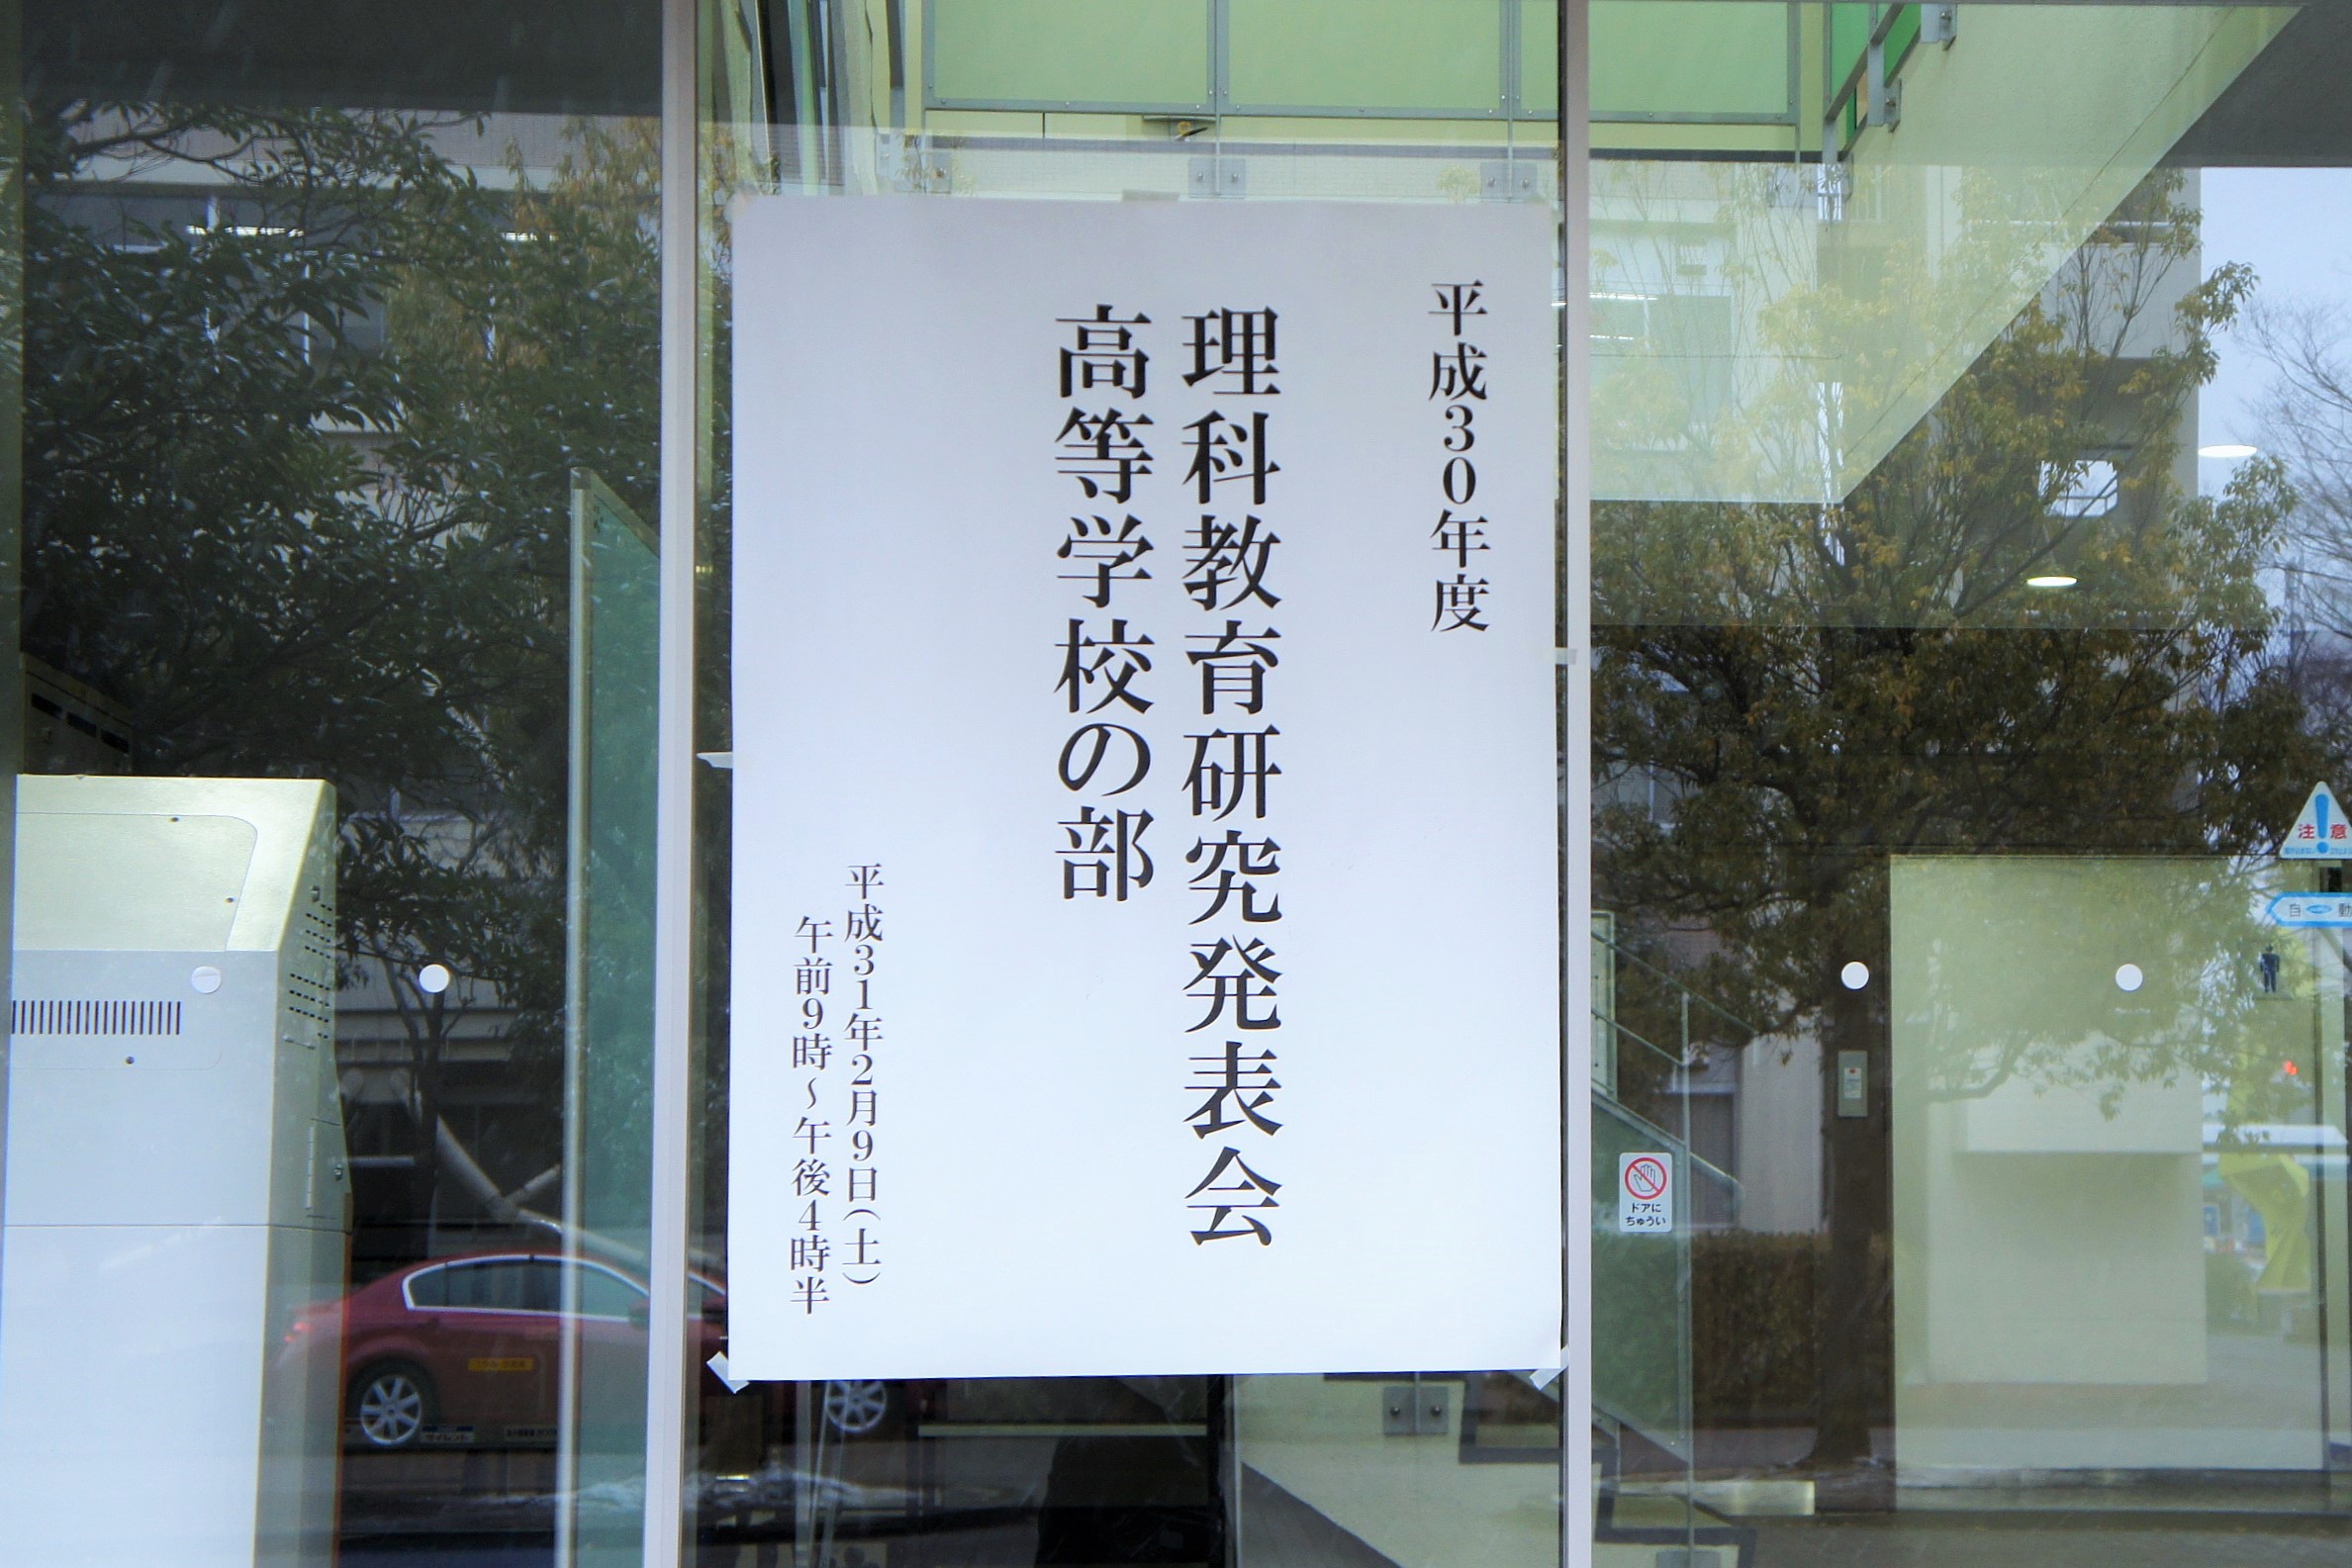 平成30年度
理科教育研究発表会
高等学校の部
平成31年2月9日(土)
午前9時〜午後4時半
注意
自動
ドアに
ちゅうい